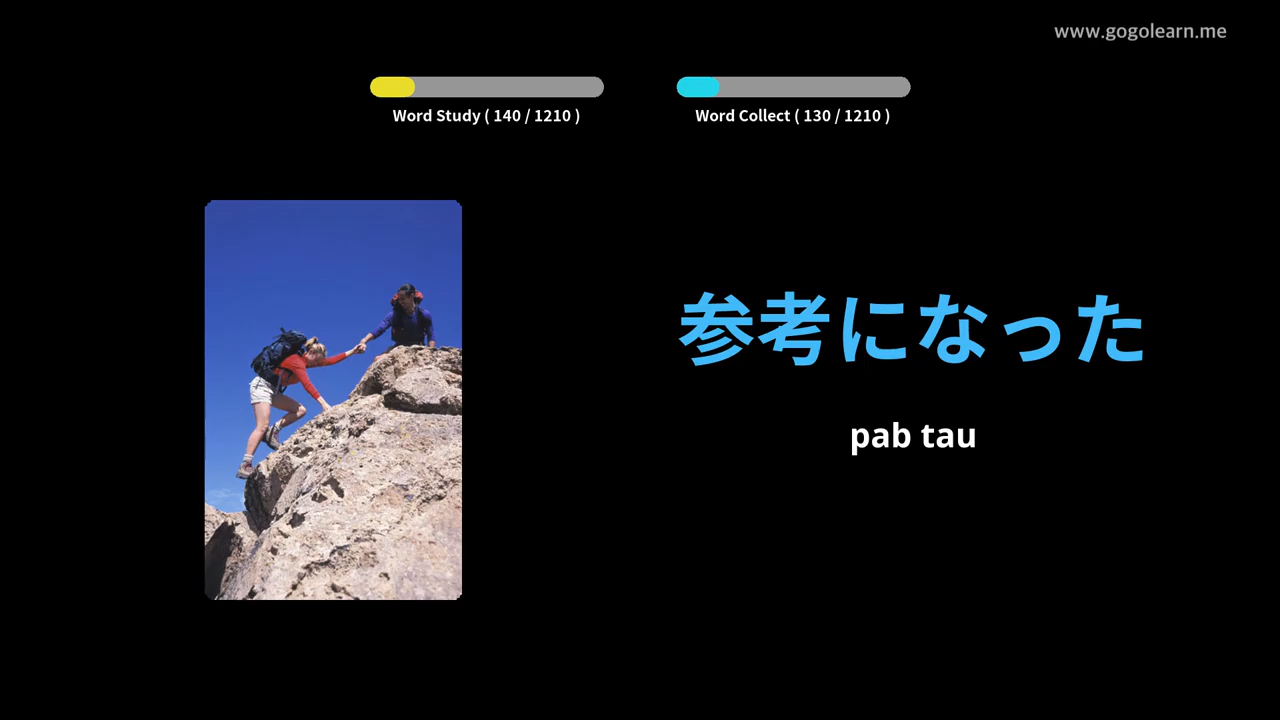 www.gogolearn.me
Word Study ( 140 / 1210 )
Word Collect ( 130 / 1210 )
参考になった
pab tau